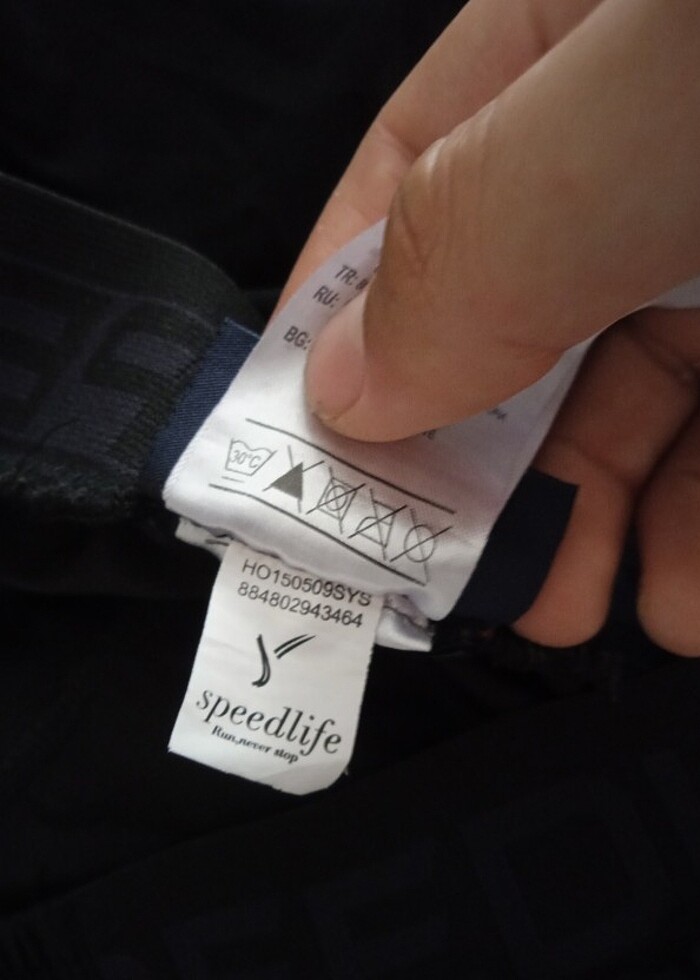 TR:
RU:
BG:
30°C
HO150509SYS
884802943464
speedlife
Run,never stop